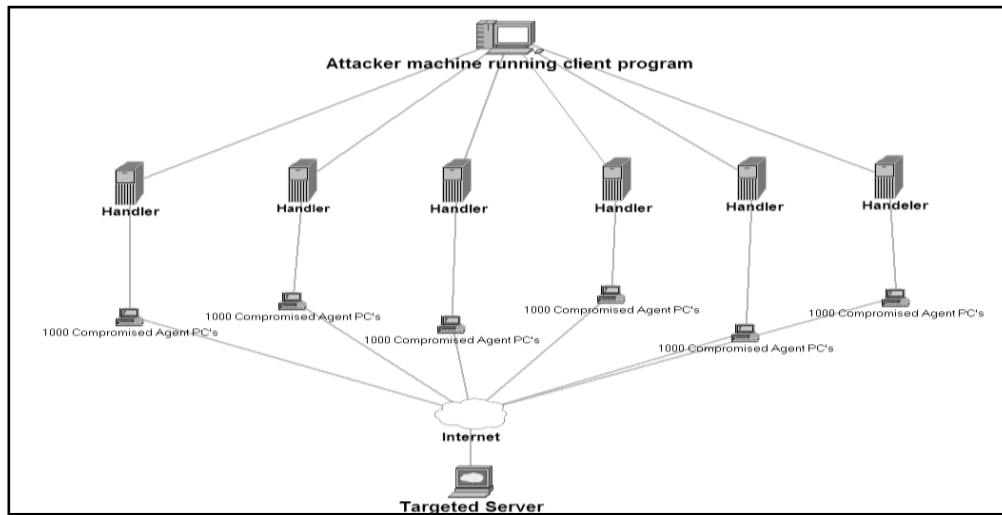 Attacker machine running client program
Handler
Handler
Handler
Handler
Handler
Handeler
1000 Compromised Agent PC's
1000 Compromised Agent PC's
1000 Compromised Agent PC's
1000 Compromised Agent PC's
1000 Compromised Agent PC's
1000 Compromised Agent PC's
Internet
Targeted Server